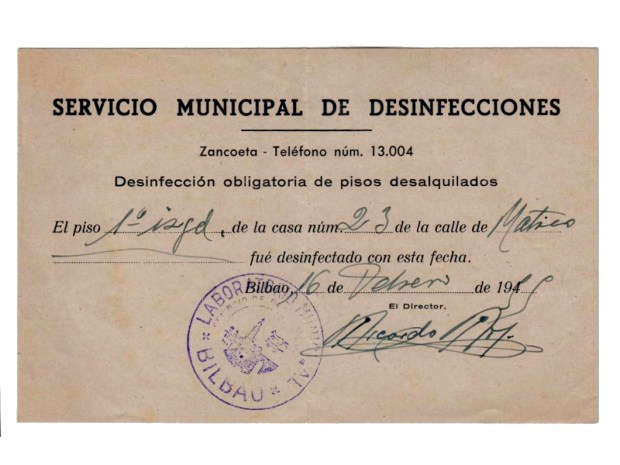 SERVICIO MUNICIPAL DE DESINFECCIONES
Zancoeta - Teléfono núm. 13.004
Desinfección obligatoria de pisos desalquilados
El piso 1º izqd, de la casa núm. 23 de la calle de Matico
fué desinfectado con esta fecha.
Bilbao, 16 de Febrero de 195
El Director,
Ricardo
LABORATORIO MUNICIPAL
BILBAO